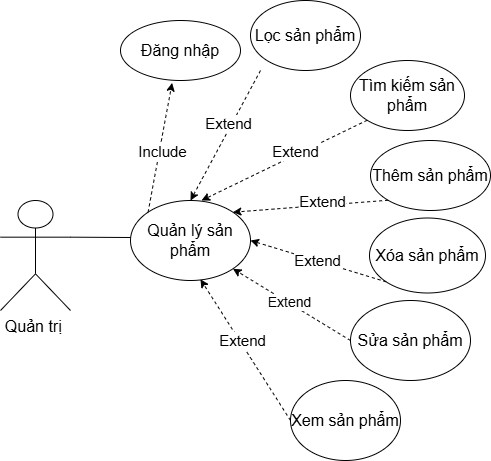 Đăng nhập
Lọc sản phẩm
Tìm kiếm sản
phẩm
Thêm sản phẩm
Xóa sản phẩm
Sửa sản phẩm
Xem sản phẩm
Quản lý sản
phẩm
Quản trị
Include
Extend
Extend
Extend
Extend
Extend
Extend